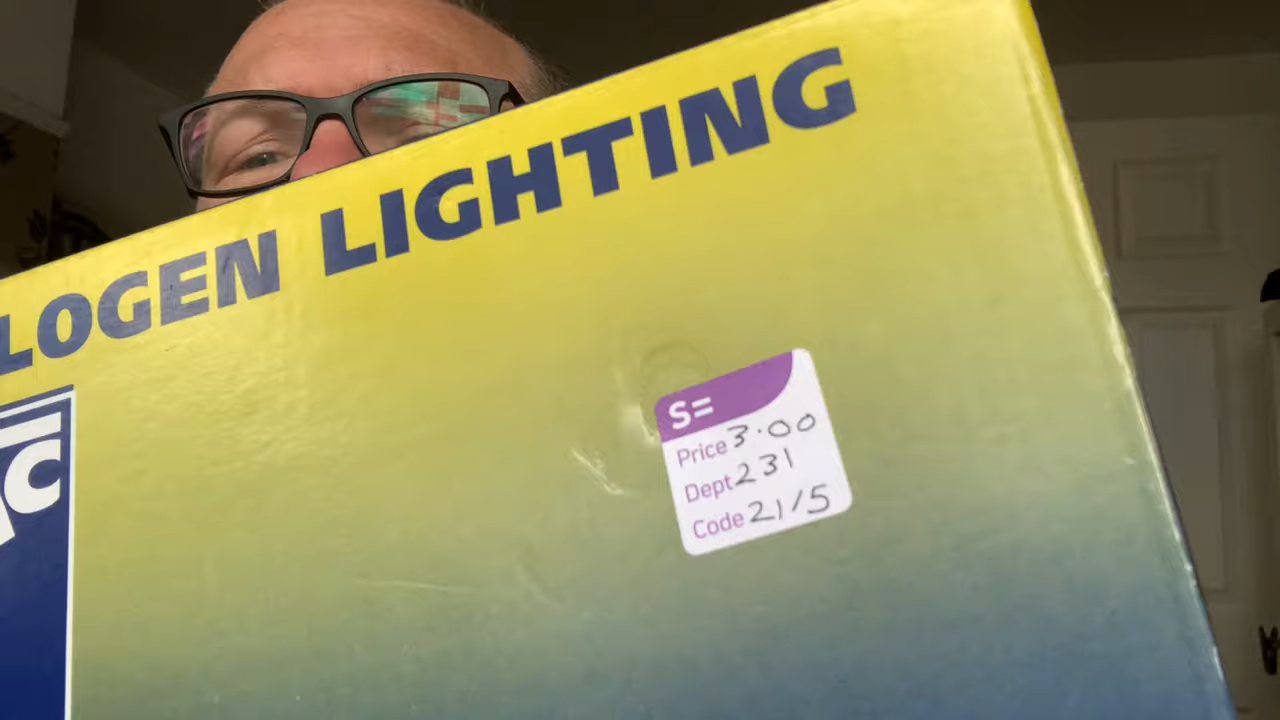 LOGEN LIGHTING
c
S=
Price 3.00
Dept 231
Code 21/5